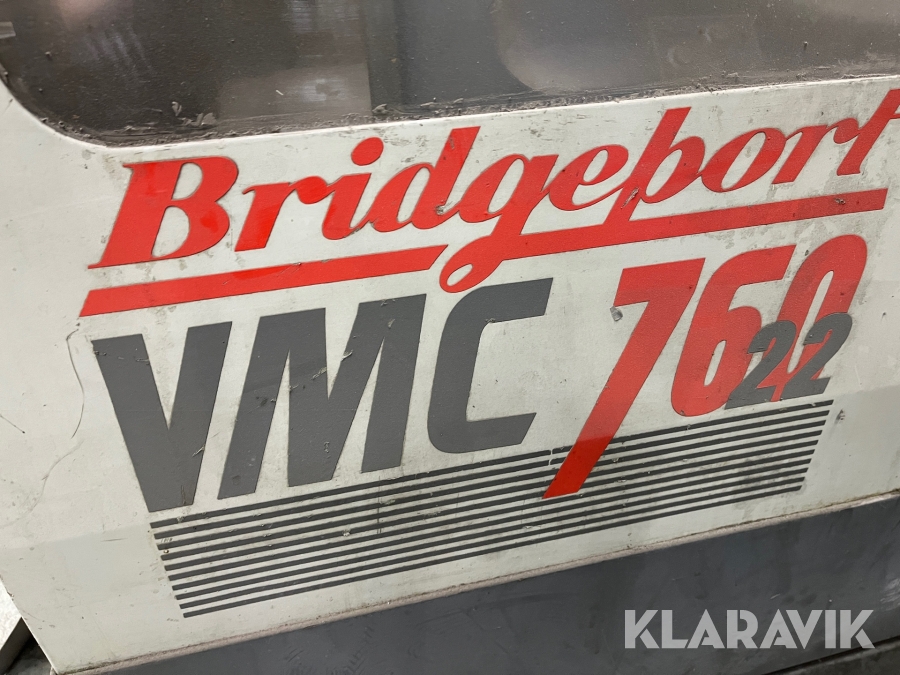 Bridgeport
VMC 760
22
KLARAVIK